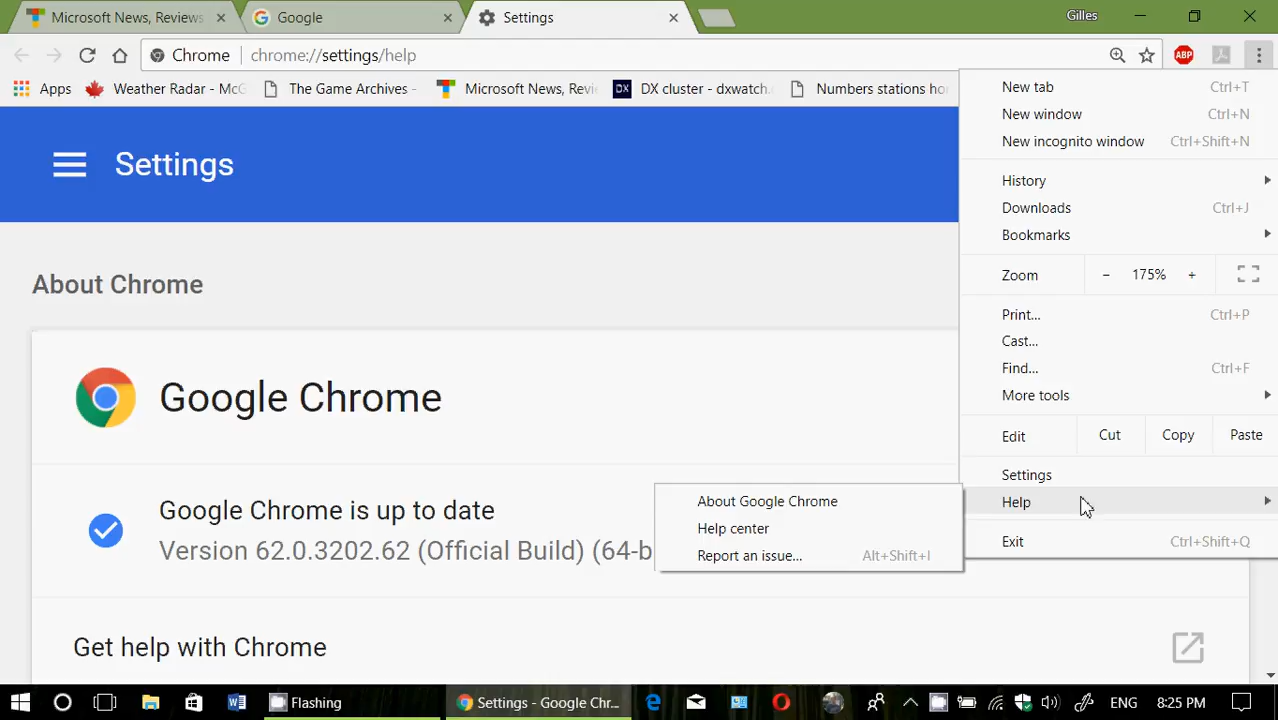 Microsoft News, Reviews
Google
Settings
Gilles
Chrome
chrome://settings/help
ABP
Apps
Weather Radar - McG
The Game Archives -
Microsoft News, Revi
DX
DX cluster - dxwatch.
Numbers stations hor
Settings
About Chrome
Google Chrome
Google Chrome is up to date
Version 62.0.3202.62 (Official Build) (64-b
Get help with Chrome
New tab Ctrl+T
New window Ctrl+N
New incognito window Ctrl+Shift+N
History
Downloads Ctrl+J
Bookmarks
Zoom - 175% +
Print... Ctrl+P
Cast...
Find... Ctrl+F
More tools
Edit Cut Copy Paste
Settings
Help
Exit Ctrl+Shift+Q
About Google Chrome
Help center
Report an issue... Alt+Shift+I
Flashing
Settings - Google Chr...
ENG
8:25 PM